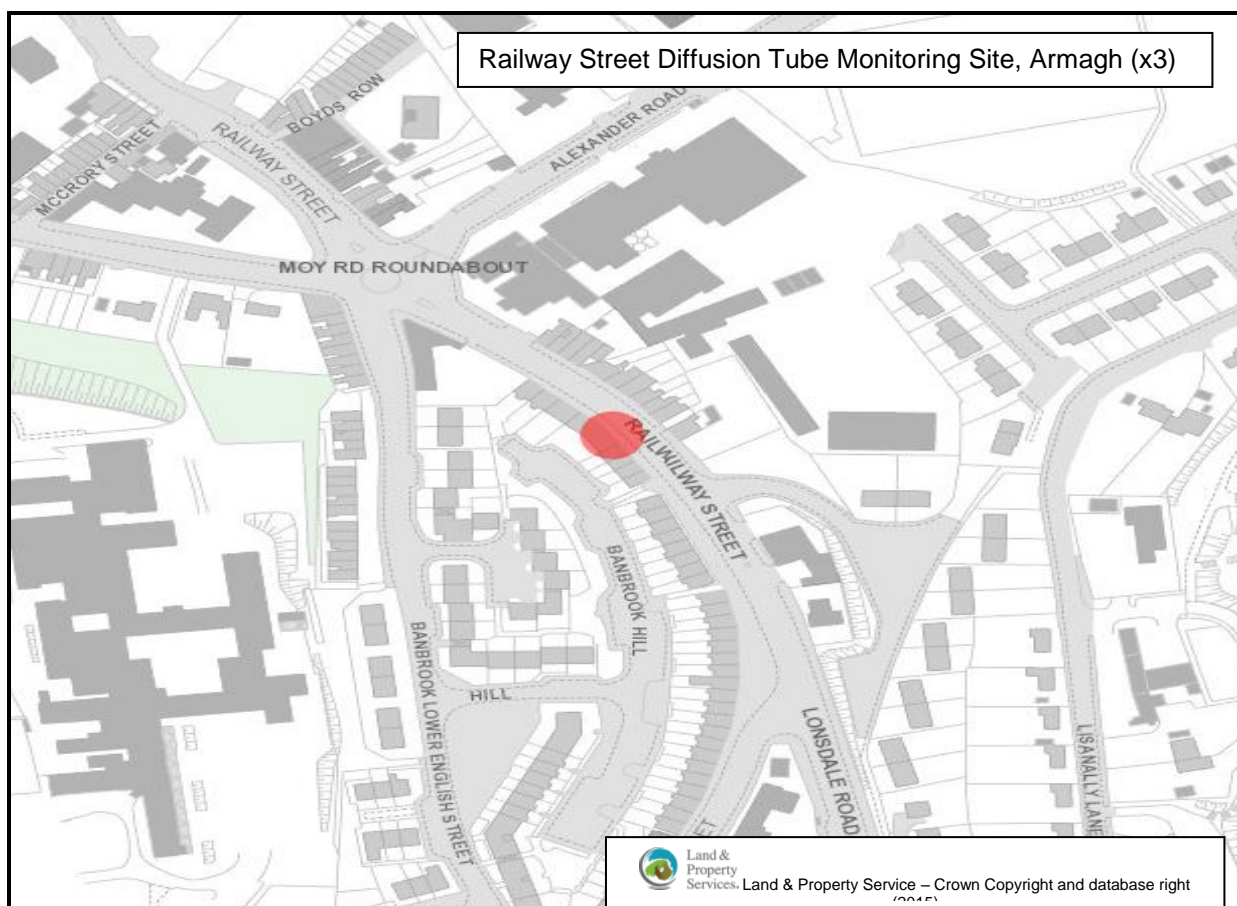 Railway Street Diffusion Tube Monitoring Site, Armagh (x3)
BOYDS ROW
RAILWAY STREET
MCCRORY STREET
ALEXANDER ROAD
MOY RD ROUNDABOUT
RAILWILWAY STREET
BANBROOK HILL
BANBROOK LOWER ENGLISH STREET
HILL
LONSDALE ROAD
LISANALLY LANE
Land &
Property
Services.
Land & Property Service – Crown Copyright and database right
(2015)